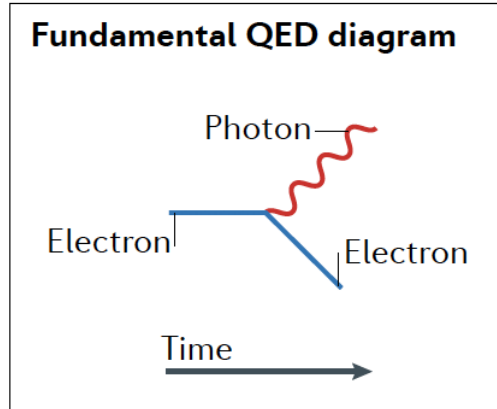 Fundamental QED diagram
Photon
Electron
Electron
Time